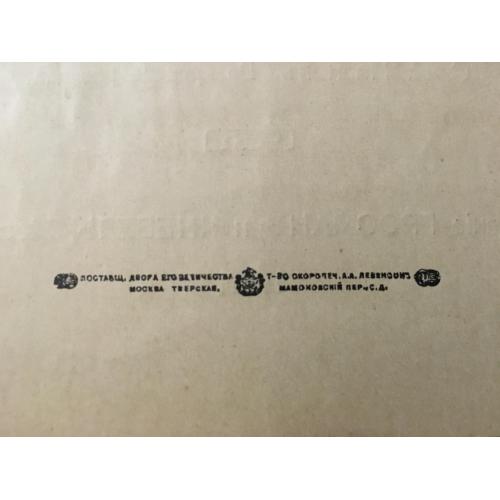 ПОСТАВЩ. ДВОРА ЕГО ВЕЛИЧЕСТВА Т-ВО СКОРОПЕЧ. А.А. ЛЕВЕНСОНЪ
МОСКВА ТВЕРСКАЯ, МАМОНОВСКІЙ ПЕР., С.Д.